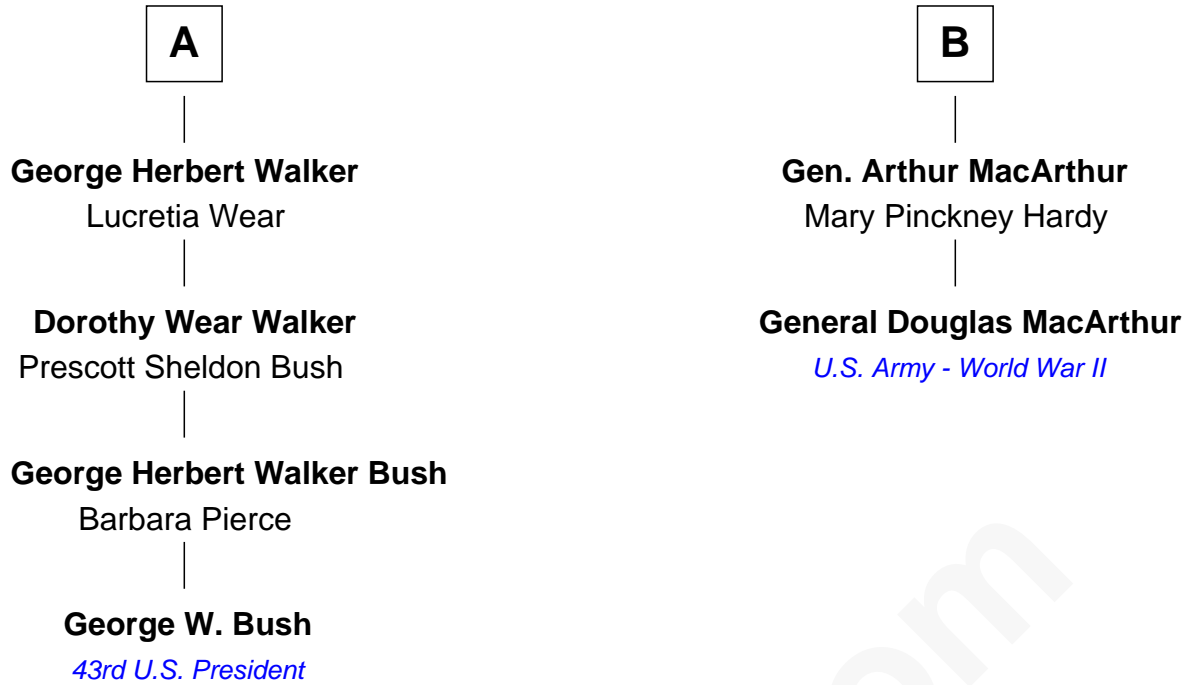 A
George Herbert Walker
Lucretia Wear
Dorothy Wear Walker
Prescott Sheldon Bush
George Herbert Walker Bush
Barbara Pierce
George W. Bush
43rd U.S. President
B
Gen. Arthur MacArthur
Mary Pinckney Hardy
General Douglas MacArthur
U.S. Army - World War II
om